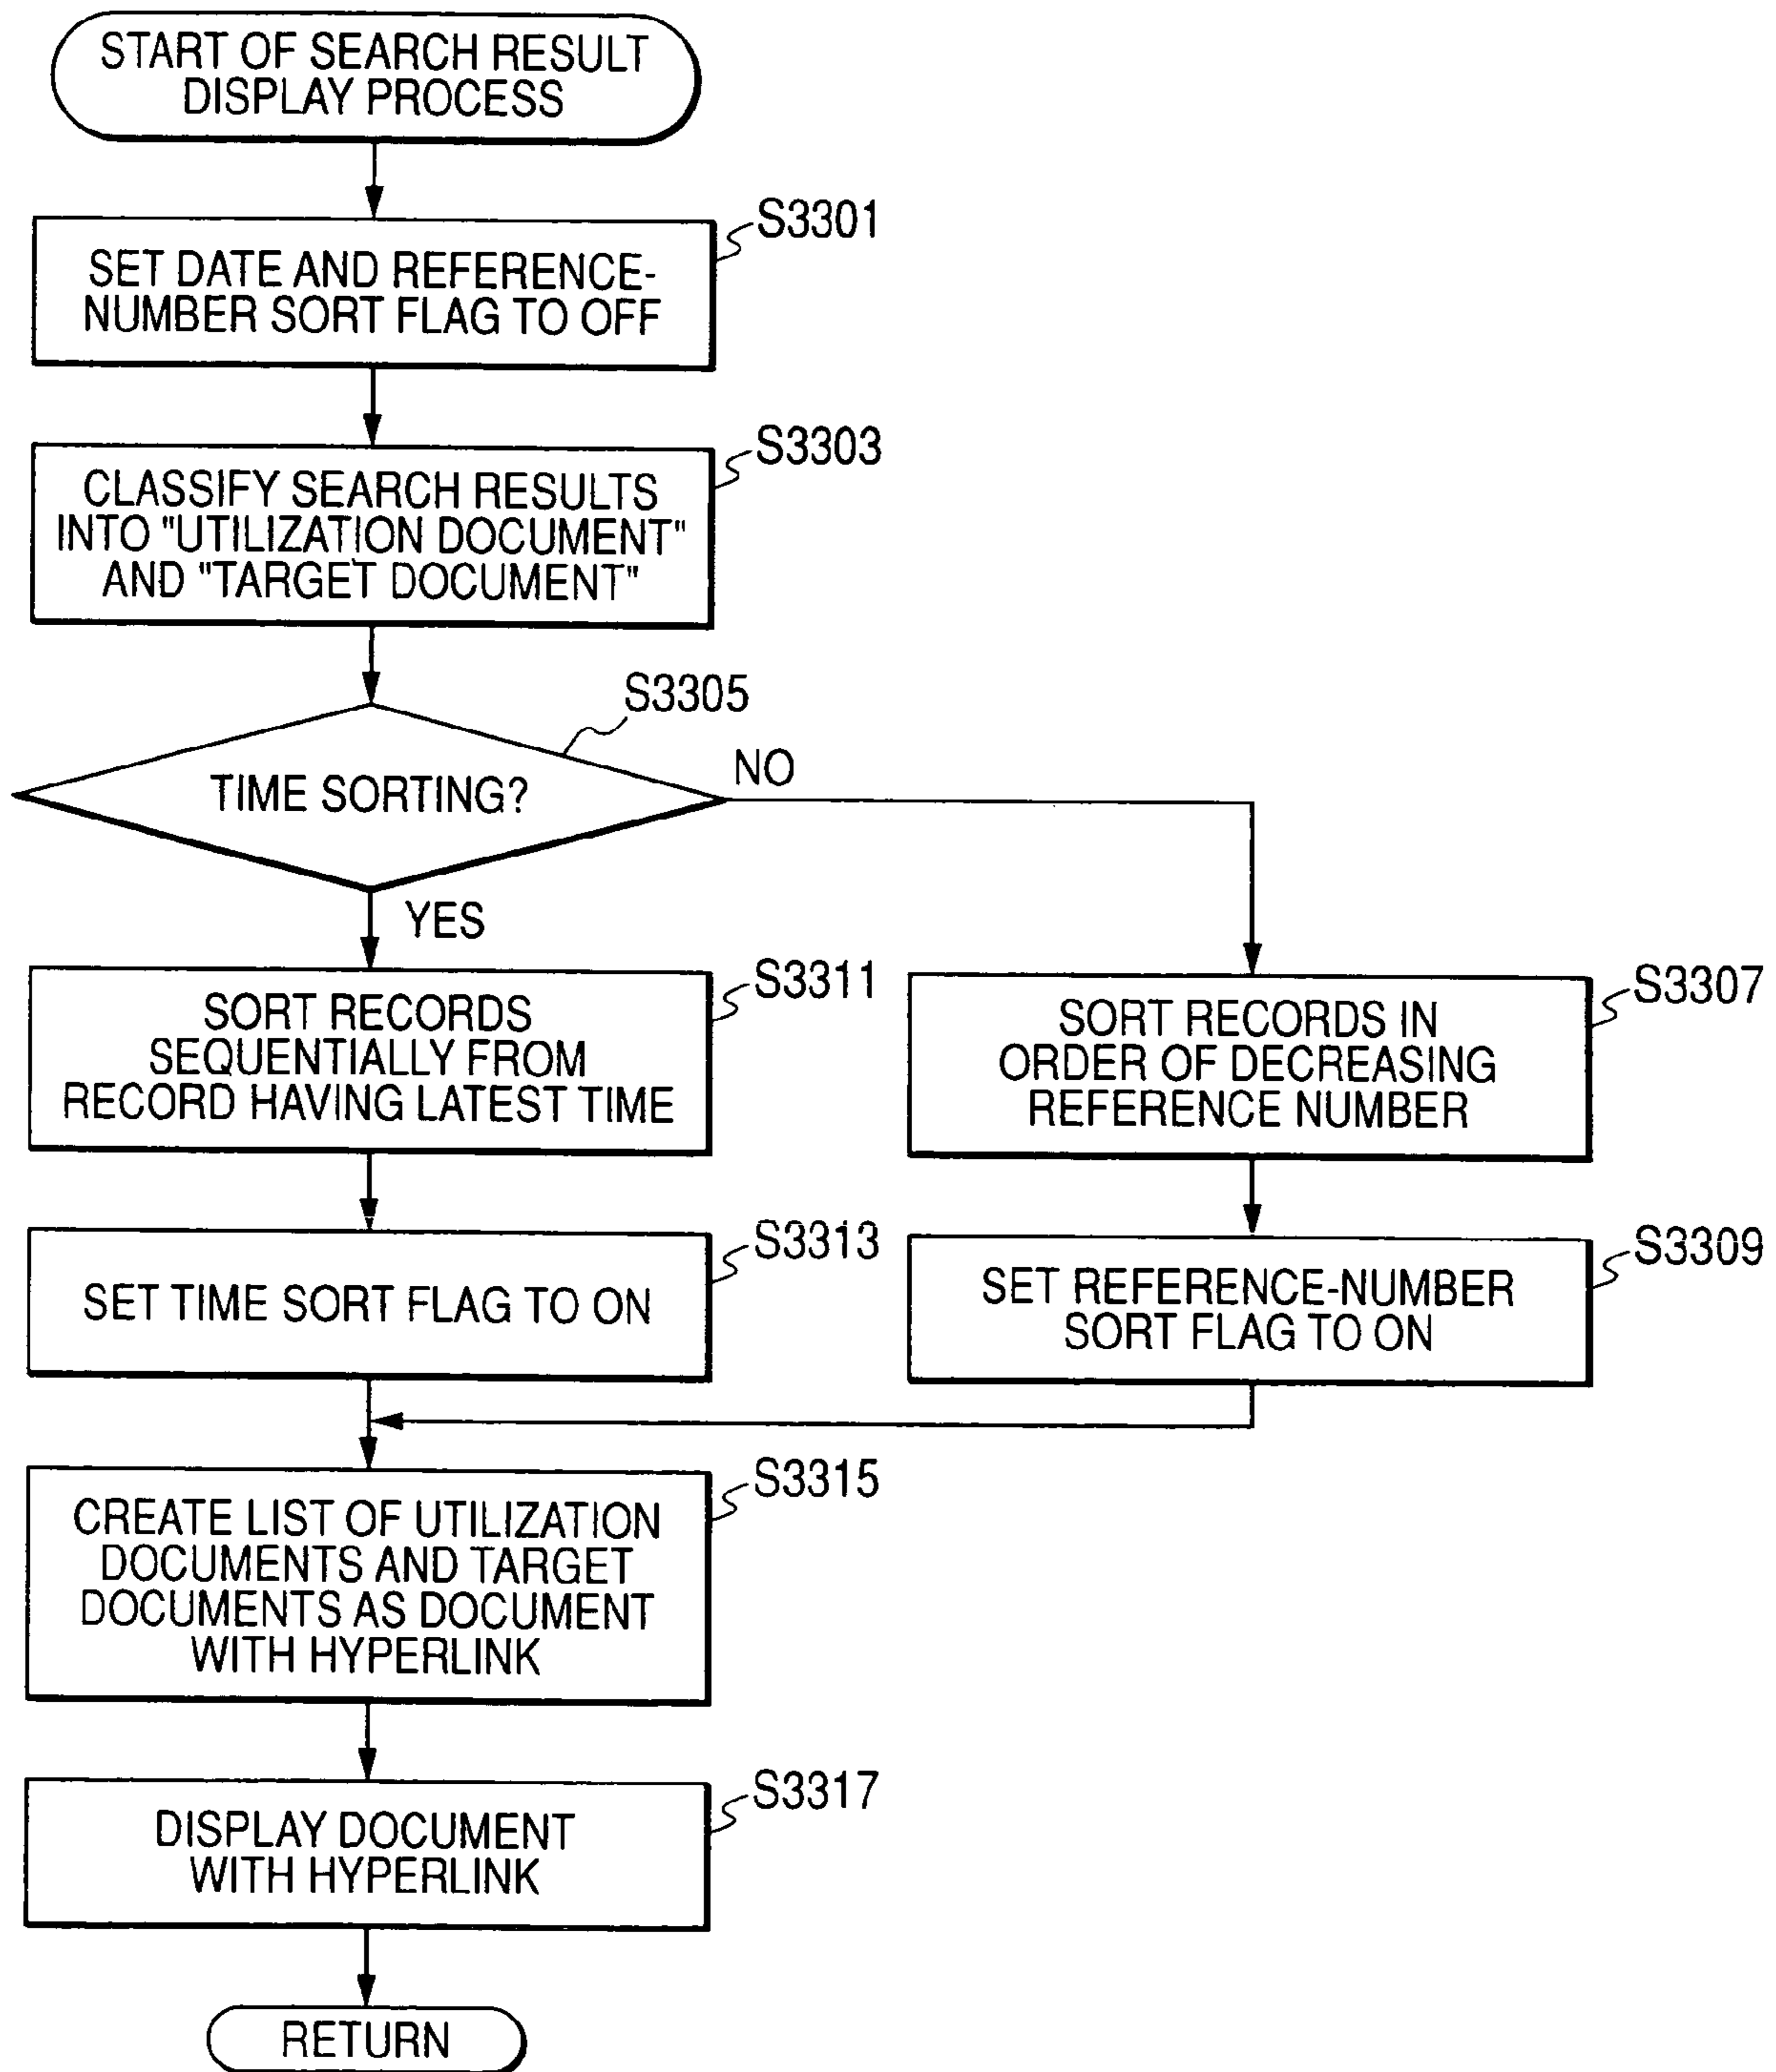 START OF SEARCH RESULT
DISPLAY PROCESS
S3301
SET DATE AND REFERENCE-
NUMBER SORT FLAG TO OFF
S3303
CLASSIFY SEARCH RESULTS
INTO "UTILIZATION DOCUMENT"
AND "TARGET DOCUMENT"
S3305
TIME SORTING?
NO
YES
S3311
SORT RECORDS
SEQUENTIALLY FROM
RECORD HAVING LATEST TIME
S3307
SORT RECORDS IN
ORDER OF DECREASING
REFERENCE NUMBER
S3313
SET TIME SORT FLAG TO ON
S3309
SET REFERENCE-NUMBER
SORT FLAG TO ON
S3315
CREATE LIST OF UTILIZATION
DOCUMENTS AND TARGET
DOCUMENTS AS DOCUMENT
WITH HYPERLINK
S3317
DISPLAY DOCUMENT
WITH HYPERLINK
RETURN